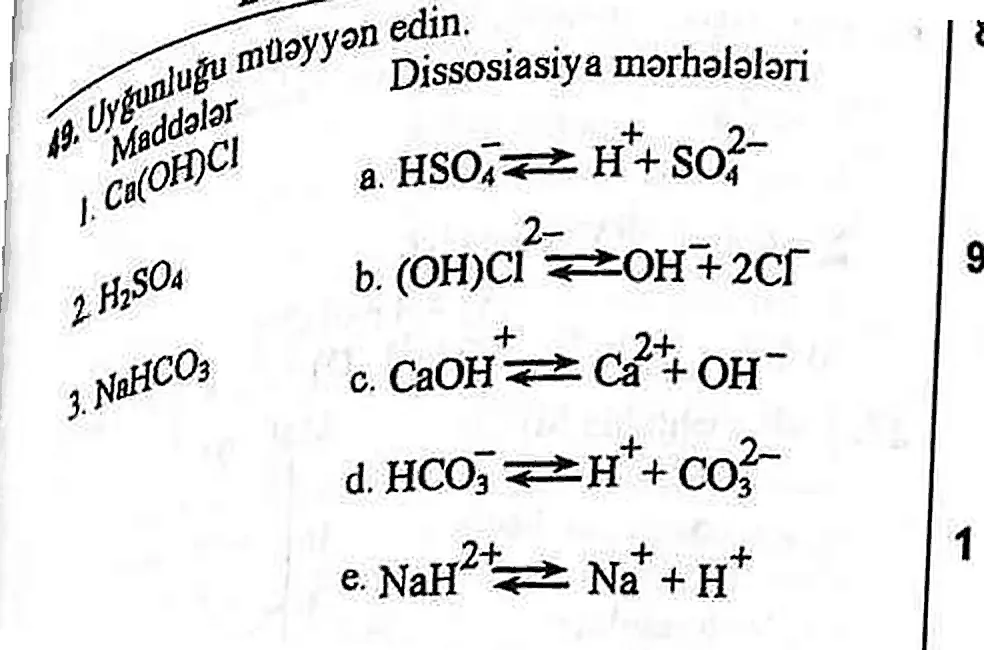 49. Uyğunluğu müəyyən edin.
Maddələr
Dissosiasiya mərhələləri
1. Ca(OH)Cl
2. H₂SO₄
3. NaHCO₃
a. HSO₄⁻ ⇌ H⁺ + SO₄²⁻
b. (OH)Cl²⁻ ⇌ OH⁻ + 2Cl⁻
c. CaOH⁺ ⇌ Ca²⁺ + OH⁻
d. HCO₃⁻ ⇌ H⁺ + CO₃²⁻
e. NaH²⁺ ⇌ Na⁺ + H⁺
9
1